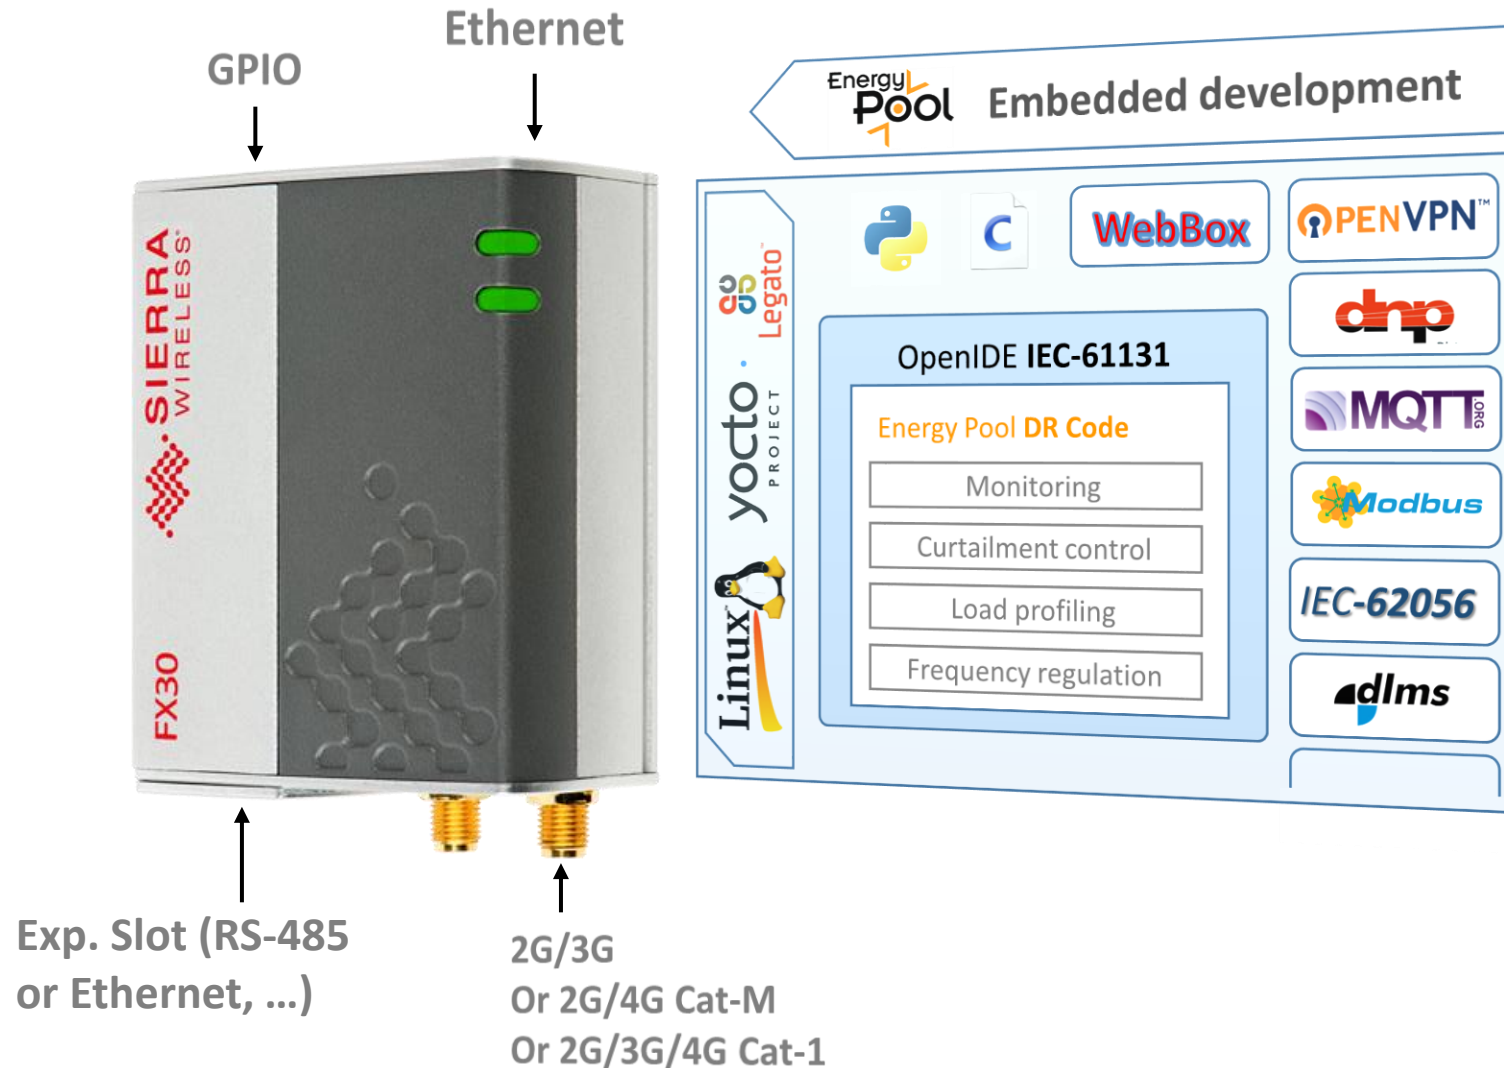 Ethernet
GPIO
Energy
Pool
Embedded development
SIERRA
WIRELESS
FX30
Legato™
yocto
PROJECT
Linux
C
WebBox
OpenIDE IEC-61131
Energy Pool DR Code
Monitoring
Curtailment control
Load profiling
Frequency regulation
OPENVPN™
dnp
MQTT.ORG
Modbus
IEC-62056
dlms
Exp. Slot (RS-485
or Ethernet, ...)
2G/3G
Or 2G/4G Cat-M
Or 2G/3G/4G Cat-1